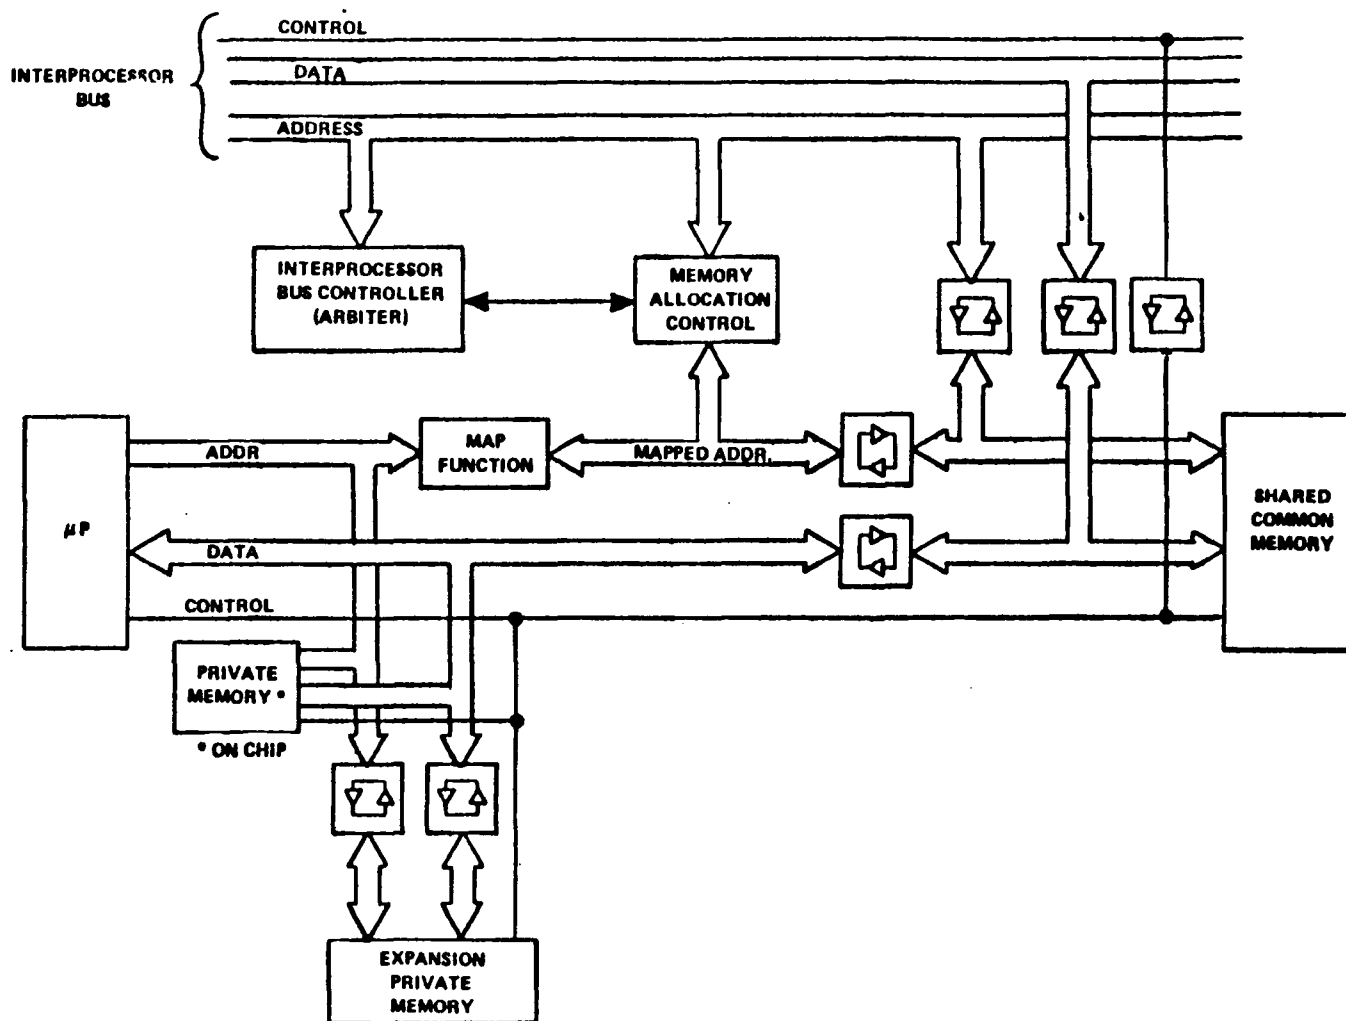 CONTROL
INTERPROCESSOR
BUS
DATA
ADDRESS
INTERPROCESSOR
BUS CONTROLLER
(ARBITER)
MEMORY
ALLOCATION
CONTROL
μP
ADDR
MAP
FUNCTION
MAPPED ADDR.
SHARED
COMMON
MEMORY
DATA
CONTROL
PRIVATE
MEMORY *
* ON CHIP
EXPANSION
PRIVATE
MEMORY